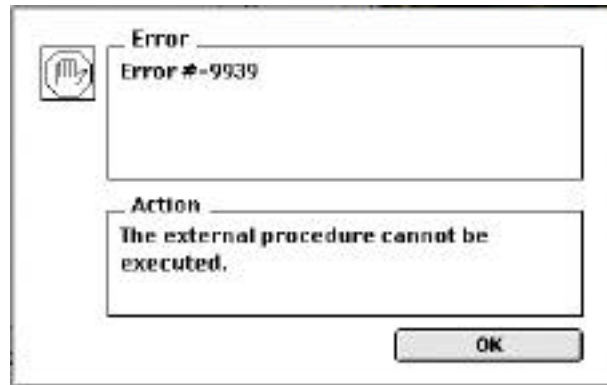 Error
Error #-9939
Action
The external procedure cannot be
executed.
OK